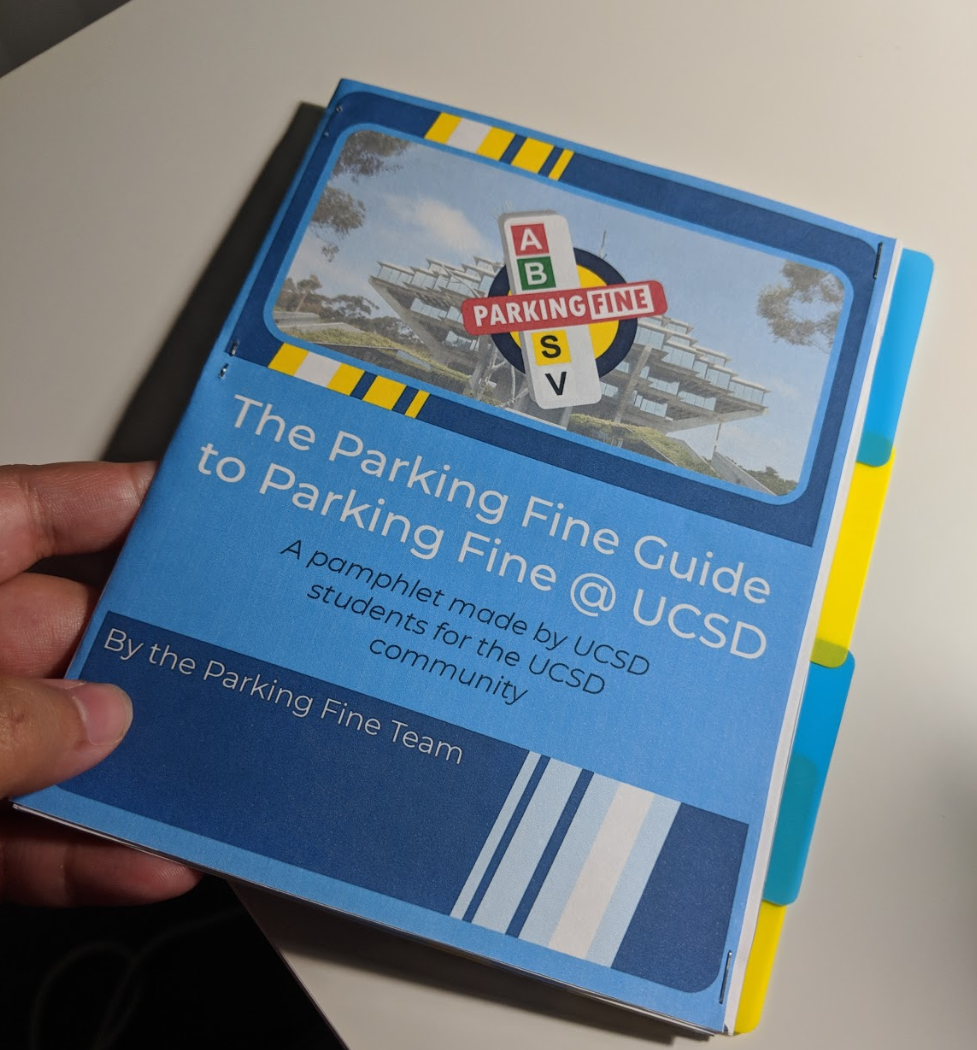 A
B
PARKING FINE
S
V
The Parking Fine Guide
to Parking Fine @ UCSD
A pamphlet made by UCSD
students for the UCSD
community
By the Parking Fine Team